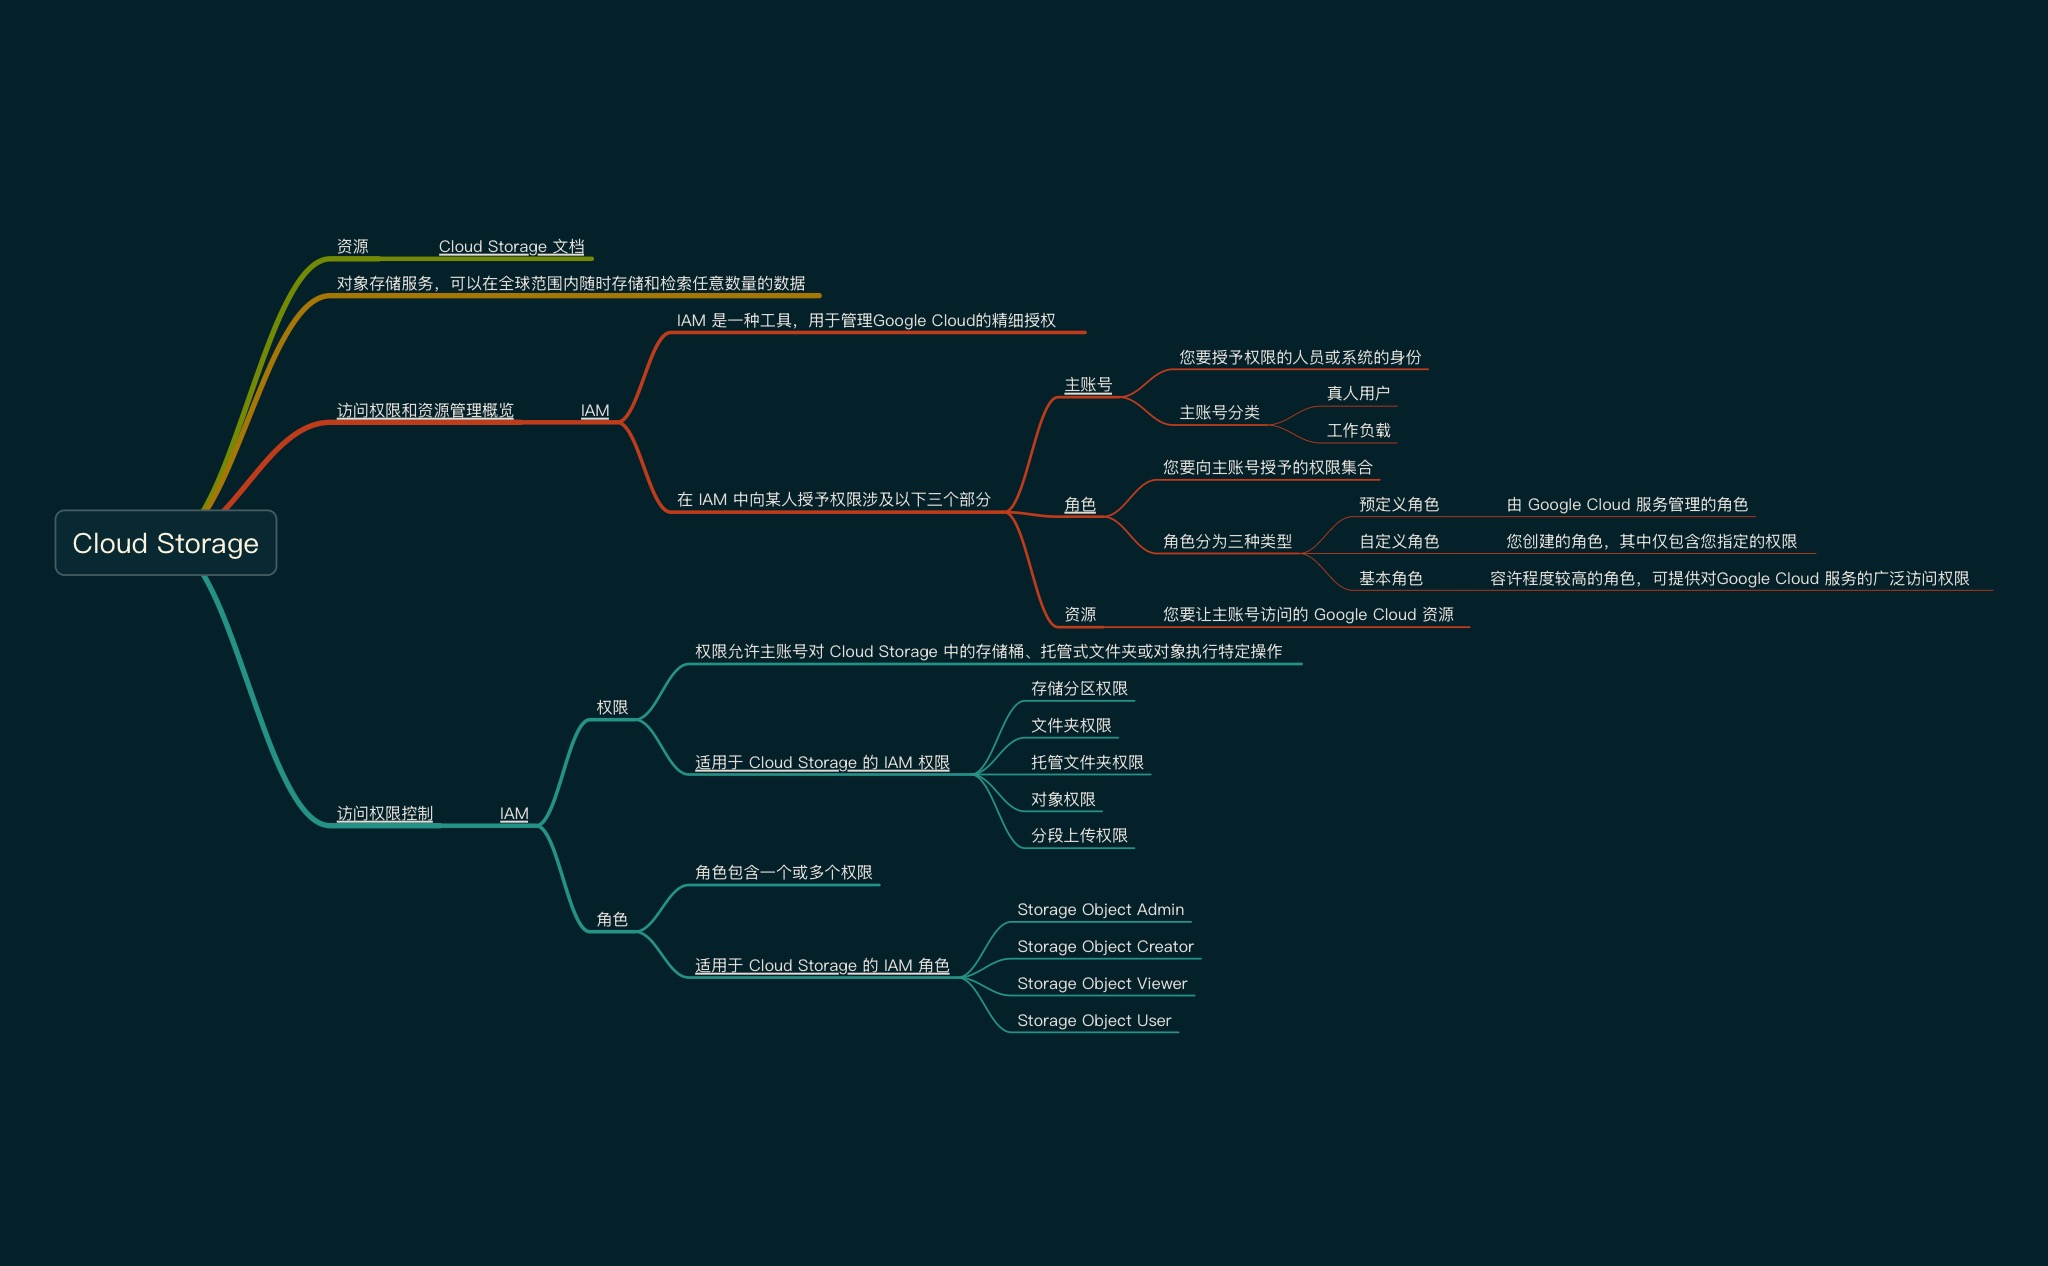 Cloud Storage
资源
Cloud Storage 文档
对象存储服务，可以在全球范围内随时存储和检索任意数量的数据
访问权限和资源管理概览
IAM
IAM 是一种工具，用于管理Google Cloud的精细授权
在 IAM 中向某人授予权限涉及以下三个部分
主账号
您要授予权限的人员或系统的身份
主账号分类
真人用户
工作负载
角色
您要向主账号授予的权限集合
角色分为三种类型
预定义角色
由 Google Cloud 服务管理的角色
自定义角色
您创建的角色，其中仅包含您指定的权限
基本角色
容许程度较高的角色，可提供对Google Cloud 服务的广泛访问权限
资源
您要让主账号访问的 Google Cloud 资源
访问权限控制
IAM
权限
权限允许主账号对 Cloud Storage 中的存储桶、托管式文件夹或对象执行特定操作
适用于 Cloud Storage 的 IAM 权限
存储分区权限
文件夹权限
托管文件夹权限
对象权限
分段上传权限
角色
角色包含一个或多个权限
适用于 Cloud Storage 的 IAM 角色
Storage Object Admin
Storage Object Creator
Storage Object Viewer
Storage Object User